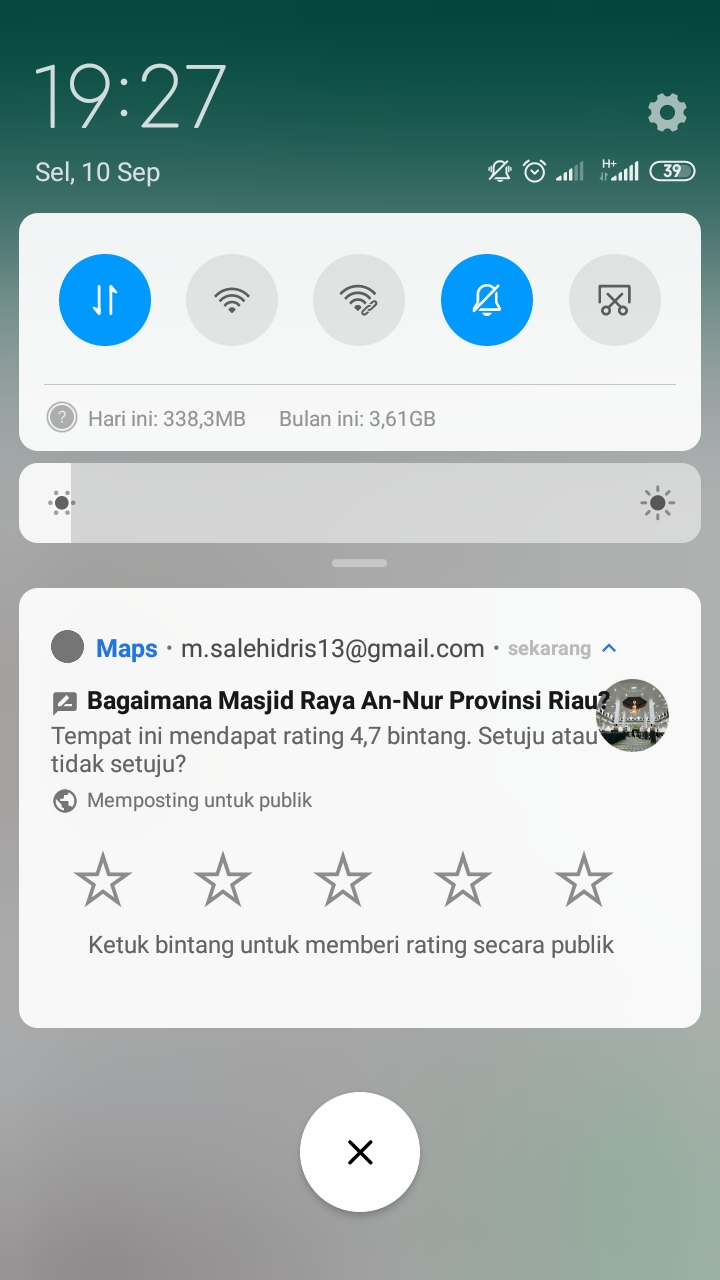 19:27
Sel, 10 Sep
H+
39
Hari ini: 338,3MB Bulan ini: 3,61GB
Maps · m.salehidris13@gmail.com · sekarang
Bagaimana Masjid Raya An-Nur Provinsi Riau?
Tempat ini mendapat rating 4,7 bintang. Setuju atau
tidak setuju?
Memposting untuk publik
Ketuk bintang untuk memberi rating secara publik